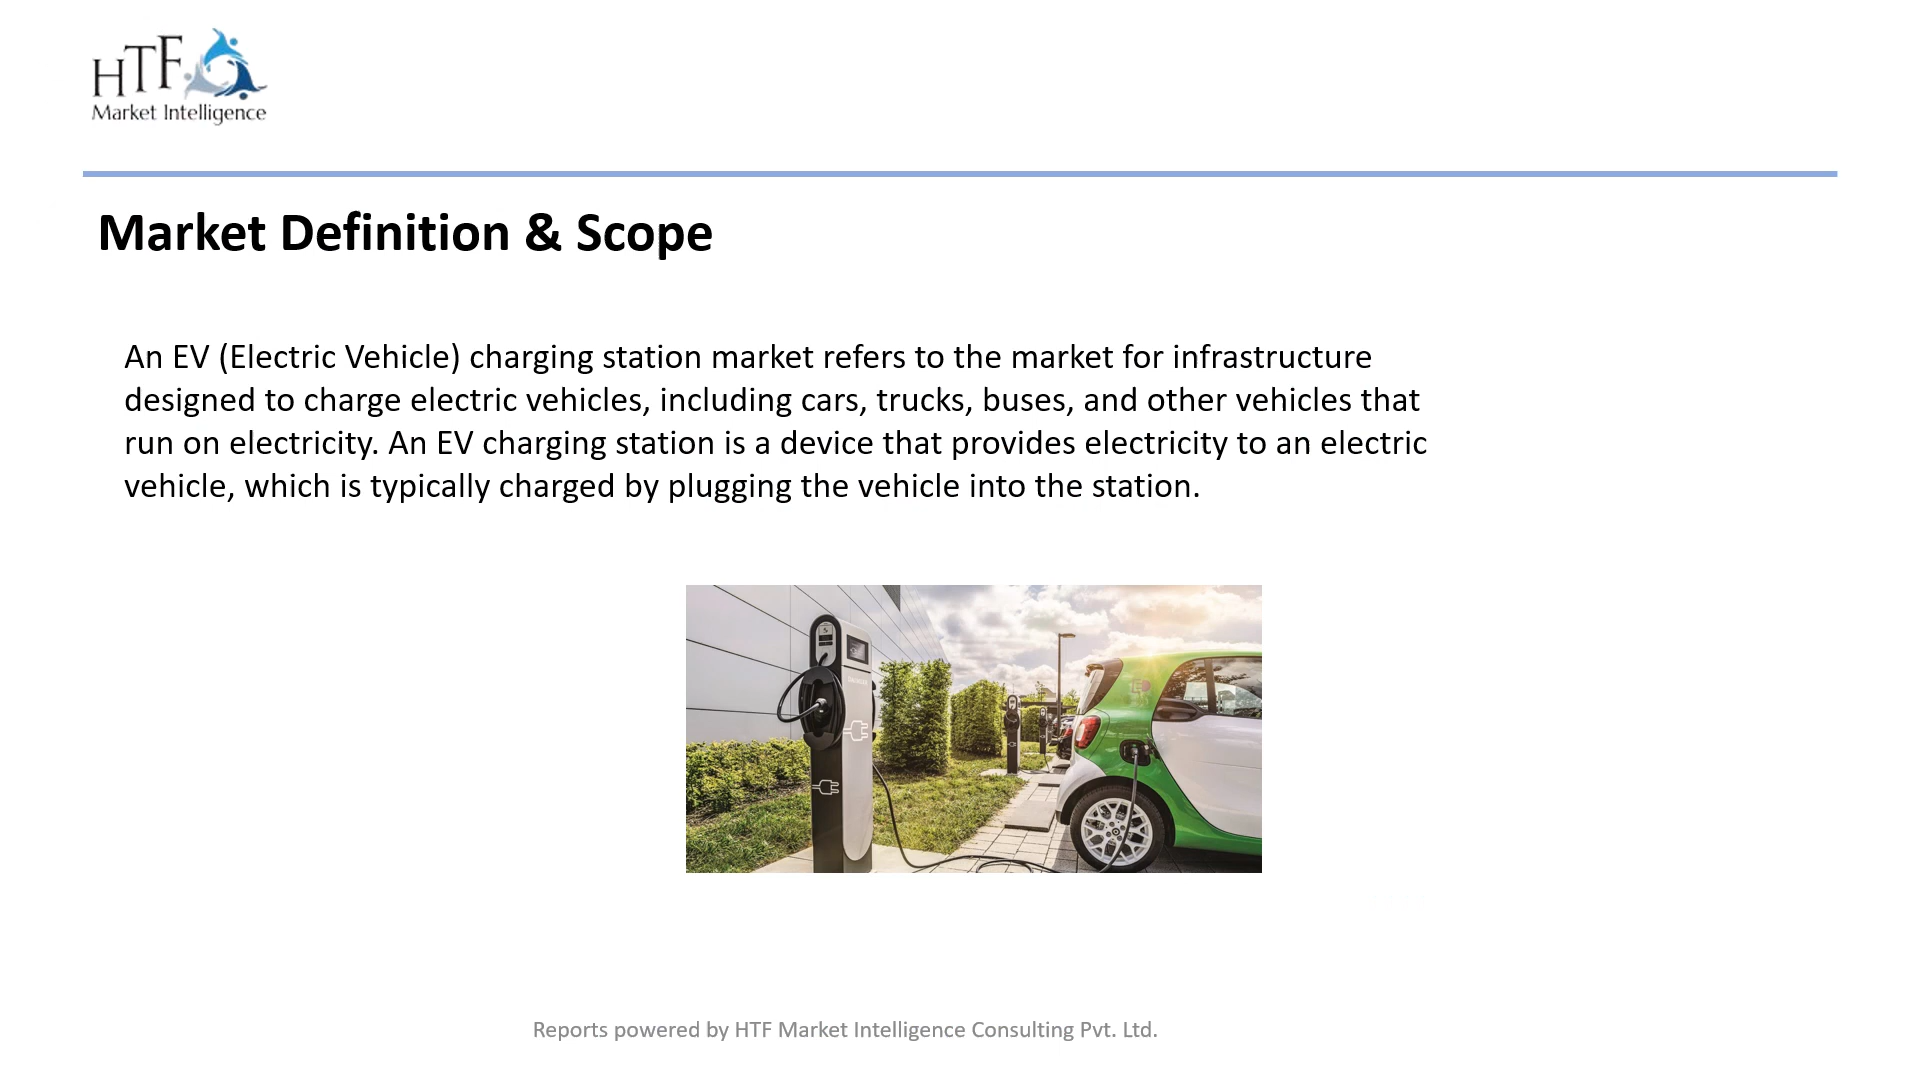 HTF
Market Intelligence
Market Definition & Scope
An EV (Electric Vehicle) charging station market refers to the market for infrastructure
designed to charge electric vehicles, including cars, trucks, buses, and other vehicles that
run on electricity. An EV charging station is a device that provides electricity to an electric
vehicle, which is typically charged by plugging the vehicle into the station.
Reports powered by HTF Market Intelligence Consulting Pvt. Ltd.